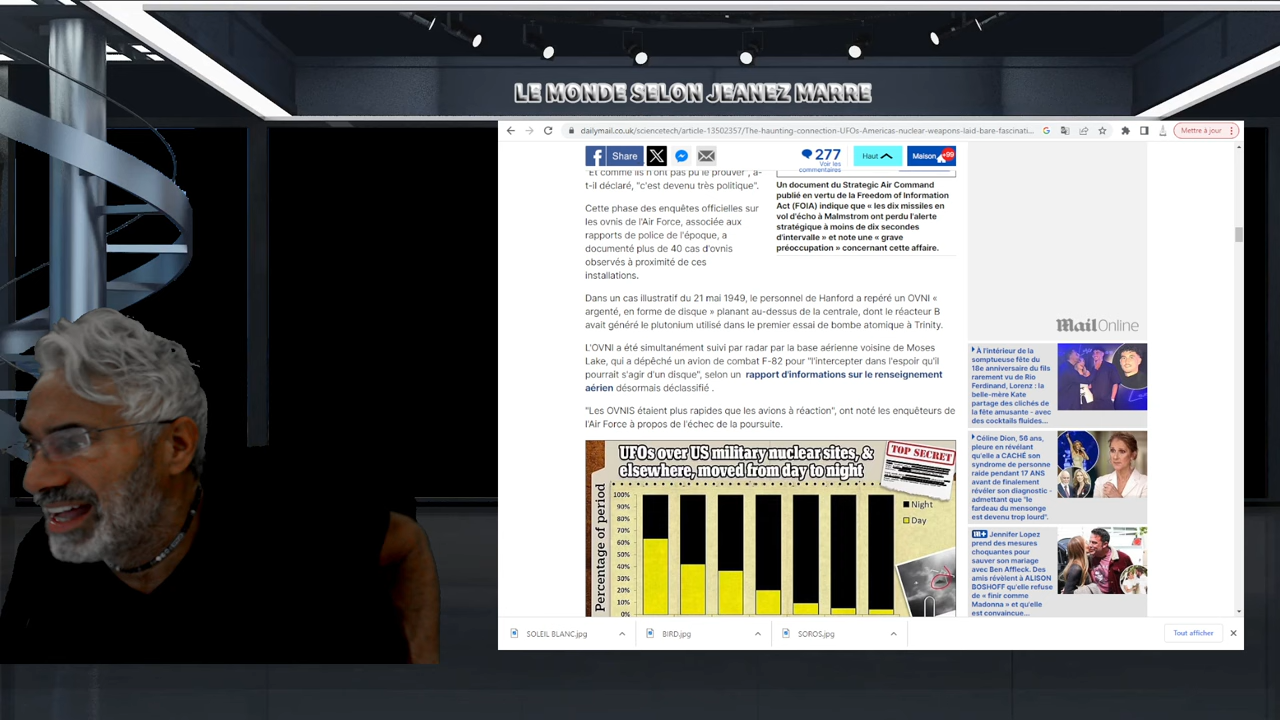 LE MONDE SELON JEANEZ MARRE
dailymail.co.uk/sciencetech/article-13502357/The-haunting-connection-UFOs-Americas-nuclear-weapons-laid-bare-fascinati...
Mettre à jour
Share
277
Voir les
commentaires
Haut
Maison
+99
"Et comme ils n'ont pas pu le prouver", a-
t-il déclaré, "c'est devenu très politique".
Cette phase des enquêtes officielles sur
les ovnis de l'Air Force, associée aux
rapports de police de l'époque, a
documenté plus de 40 cas d'ovnis
observés à proximité de ces
installations.
Un document du Strategic Air Command
publié en vertu de la Freedom of Information
Act (FOIA) indique que « les dix missiles en
vol d'écho à Malmstrom ont perdu l'alerte
stratégique à moins de dix secondes
d'intervalle » et note une « grave
préoccupation » concernant cette affaire.
Dans un cas illustratif du 21 mai 1949, le personnel de Hanford a repéré un OVNI «
argenté, en forme de disque » planant au-dessus de la centrale, dont le réacteur B
avait généré le plutonium utilisé dans le premier essai de bombe atomique à Trinity.
L'OVNI a été simultanément suivi par radar par la base aérienne voisine de Moses
Lake, qui a dépêché un avion de combat F-82 pour "l'intercepter dans l'espoir qu'il
pourrait s'agir d'un disque", selon un rapport d'informations sur le renseignement
aérien désormais déclassifié .
"Les OVNIS étaient plus rapides que les avions à réaction", ont noté les enquêteurs de
l'Air Force à propos de l'échec de la poursuite.
UFOs over US military nuclear sites, &
elsewhere, moved from day to night
TOP SECRET
Percentage of period
100%
90%
80%
70%
60%
50%
40%
30%
20%
10%
0%
Night
Day
MailOnline
À l'intérieur de la
somptueuse fête du
18e anniversaire du fils
rarement vu de Rio
Ferdinand, Lorenz : la
belle-mère Kate
partage des clichés de
la fête amusante - avec
des cocktails fluides...
Céline Dion, 56 ans,
pleure en révélant
qu'elle a CACHÉ son
syndrome de personne
raide pendant 17 ANS
avant de finalement
révéler son diagnostic -
admettant que "le
fardeau du mensonge
est devenu trop lourd".
Jennifer Lopez
prend des mesures
choquantes pour
sauver son mariage
avec Ben Affleck. Des
amis révèlent à ALISON
BOSHOFF qu'elle refuse
de « finir comme
Madonna » et qu'elle
est convaincue...
SOLEIL BLANC.jpg
BIRD.jpg
SOROS.jpg
Tout afficher